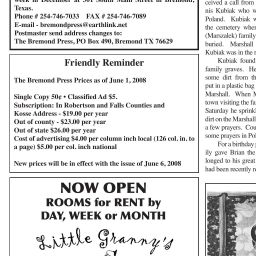 week in December at 301 South Main Street in Bremond,
Texas.
Phone # 254-746-7033 FAX # 254-746-7089
E-mail - bremondpress@earthlink.net
Postmaster send address changes to:
The Bremond Press, PO Box 490, Bremond TX 76629
Friendly Reminder
The Bremond Press Prices as of June 1, 2008
Single Copy 50¢ • Classified Ad $5.
Subscription: In Robertson and Falls Counties and
Kosse Address - $19.00 per year
Out of county - $23.00 per year
Out of state $26.00 per year
Cost of advertising $4.00 per column inch local (126 col. in. to
a page) $5.00 per col. inch national
New prices will be in effect with the issue of June 6, 2008
NOW OPEN
ROOMS for RENT by
DAY, WEEK or MONTH
Little Granny's
ceived a call from
nis Kubiak who w
Poland. Kubiak w
the cemetery when
(Marszalek) family
buried. Marshall
Kubiak was in the
Kubiak found
family graves. He
some dirt from th
put in a plastic bag
Marshall. When M
town visiting the fa
Saturday he sprink
dirt on the Marshall
a few prayers. Cou
some prayers in Pol
For a birthday
ily gave Brian the
longed to his great
had been recently r